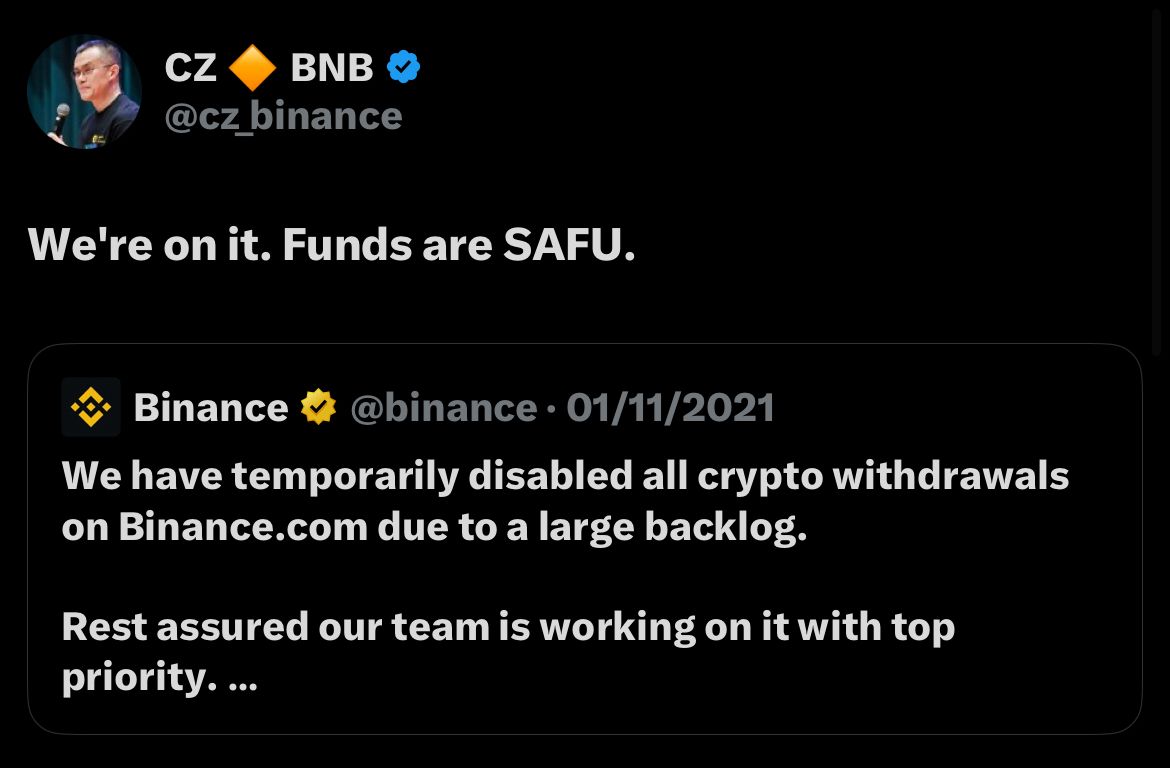 CZ 🔶 BNB
@cz_binance
We're on it. Funds are SAFU.
Binance @binance · 01/11/2021
We have temporarily disabled all crypto withdrawals
on Binance.com due to a large backlog.
Rest assured our team is working on it with top
priority. ...